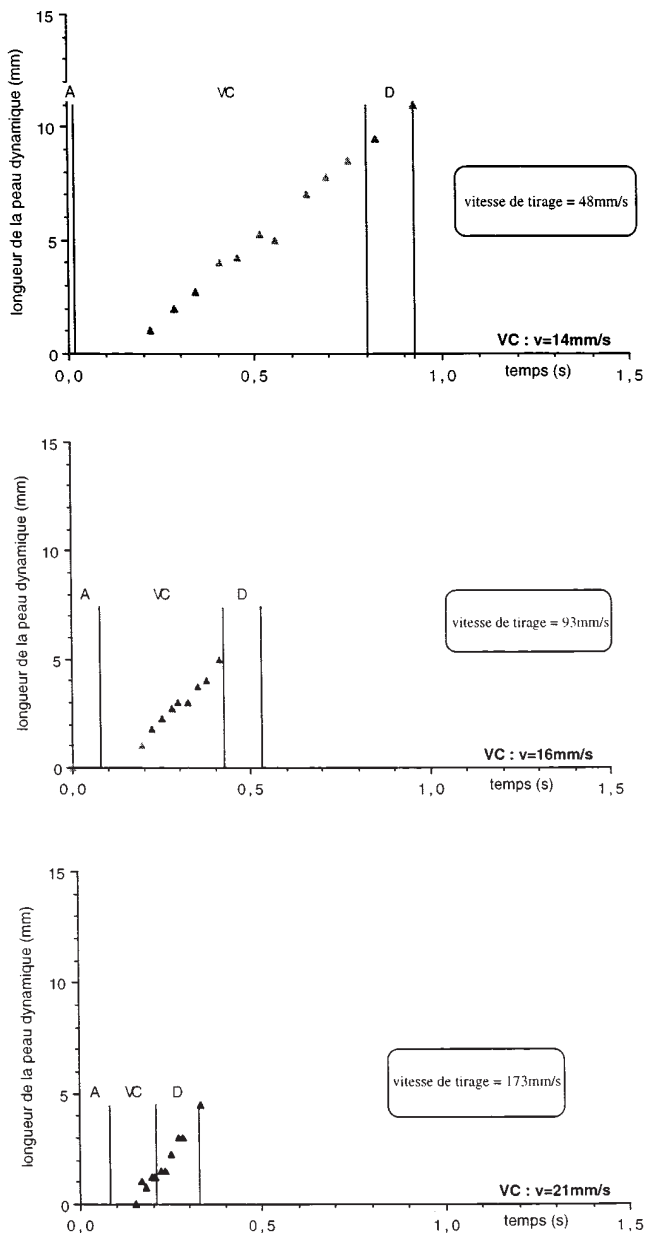 longueur de la peau dynamique (mm)
15
A VC D
10
vitesse de tirage = 48mm/s
5
VC : v=14mm/s
0
0,0 0,5 1,0 1,5
temps (s)
longueur de la peau dynamique (mm)
15
10
A VC D
vitesse de tirage = 93mm/s
5
VC : v=16mm/s
0
0,0 0,5 1,0 1,5
temps (s)
longueur de la peau dynamique (mm)
15
10
vitesse de tirage = 173mm/s
5
A VC D
VC : v=21mm/s
0
0,0 0,5 1,0 1,5
temps (s)